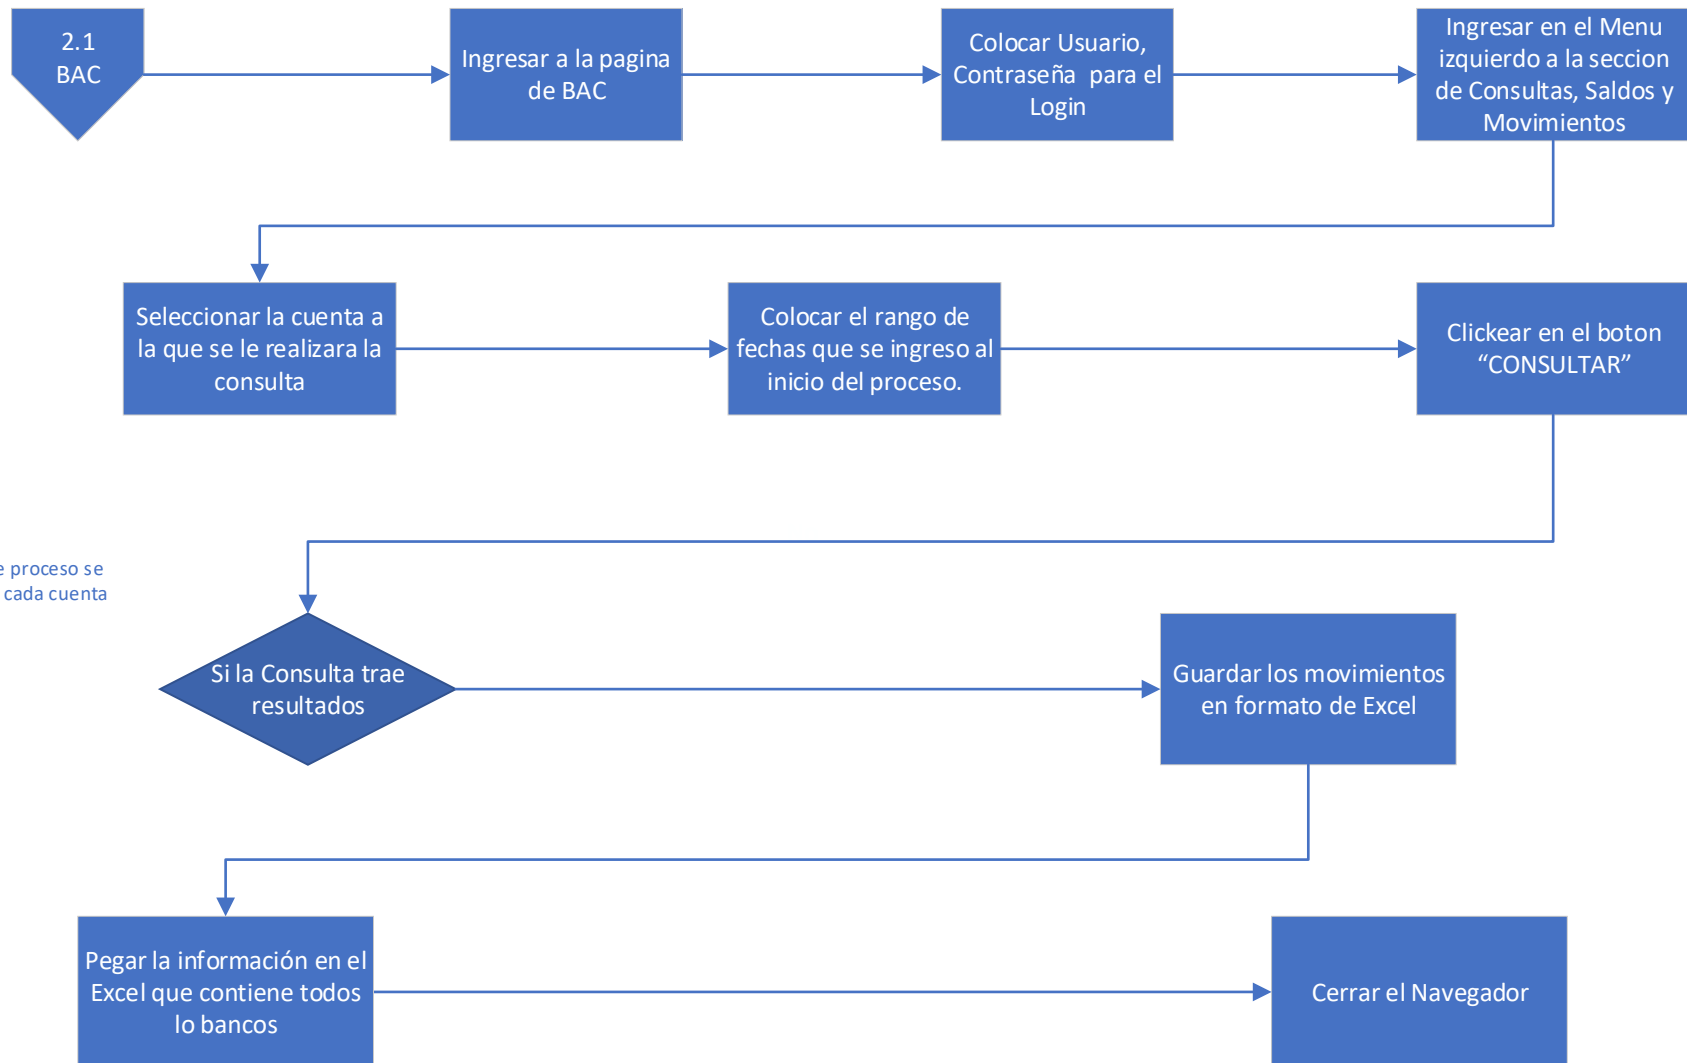 2.1
BAC
Ingresar a la pagina
de BAC
Colocar Usuario,
Contraseña para el
Login
Ingresar en el Menu
izquierdo a la seccion
de Consultas, Saldos y
Movimientos
Seleccionar la cuenta a
la que se le realizara la
consulta
Colocar el rango de
fechas que se ingreso al
inicio del proceso.
Clickear en el boton
“CONSULTAR”
proceso se
cada cuenta
Si la Consulta trae
resultados
Guardar los movimientos
en formato de Excel
Pegar la información en el
Excel que contiene todos
lo bancos
Cerrar el Navegador